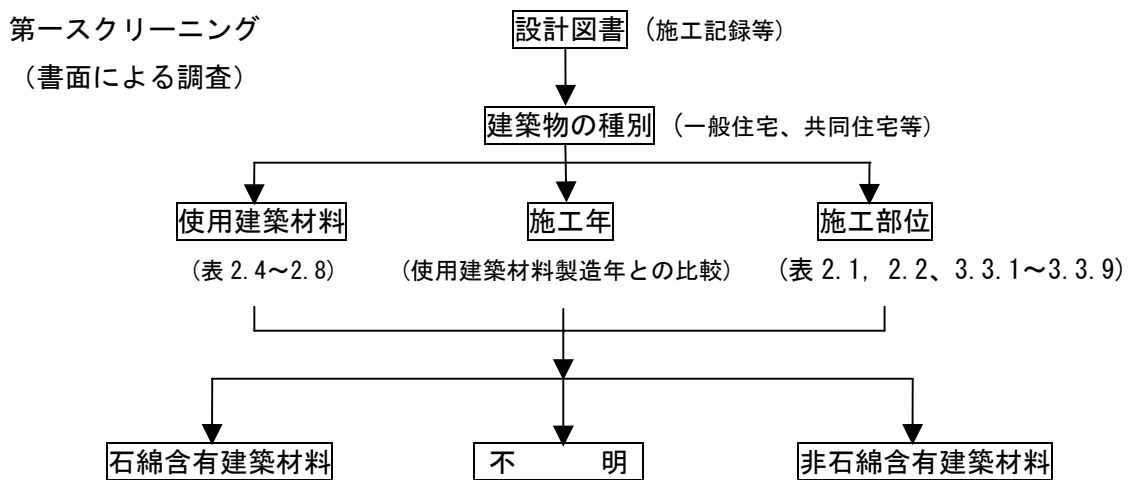 第一スクリーニング
設計図書 (施工記録等)
(書面による調査)
建築物の種別 (一般住宅、共同住宅等)
使用建築材料 施工年 施工部位
(表 2.4～2.8) (使用建築材料製造年との比較) (表 2.1, 2.2、3.3.1～3.3.9)
石綿含有建築材料 不 明 非石綿含有建築材料